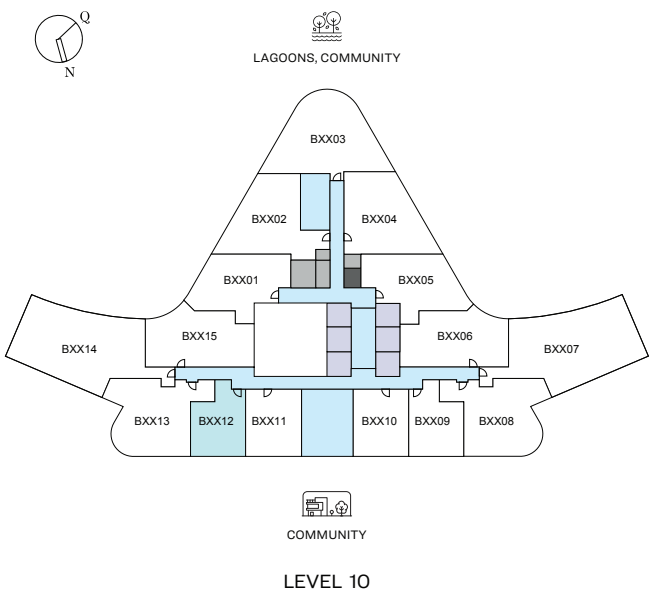 Q
N
LAGOONS, COMMUNITY
BXX03
BXX02
BXX04
BXX01
BXX05
BXX14
BXX15
BXX06
BXX07
BXX13
BXX12
BXX11
BXX10
BXX09
BXX08
COMMUNITY
LEVEL 10